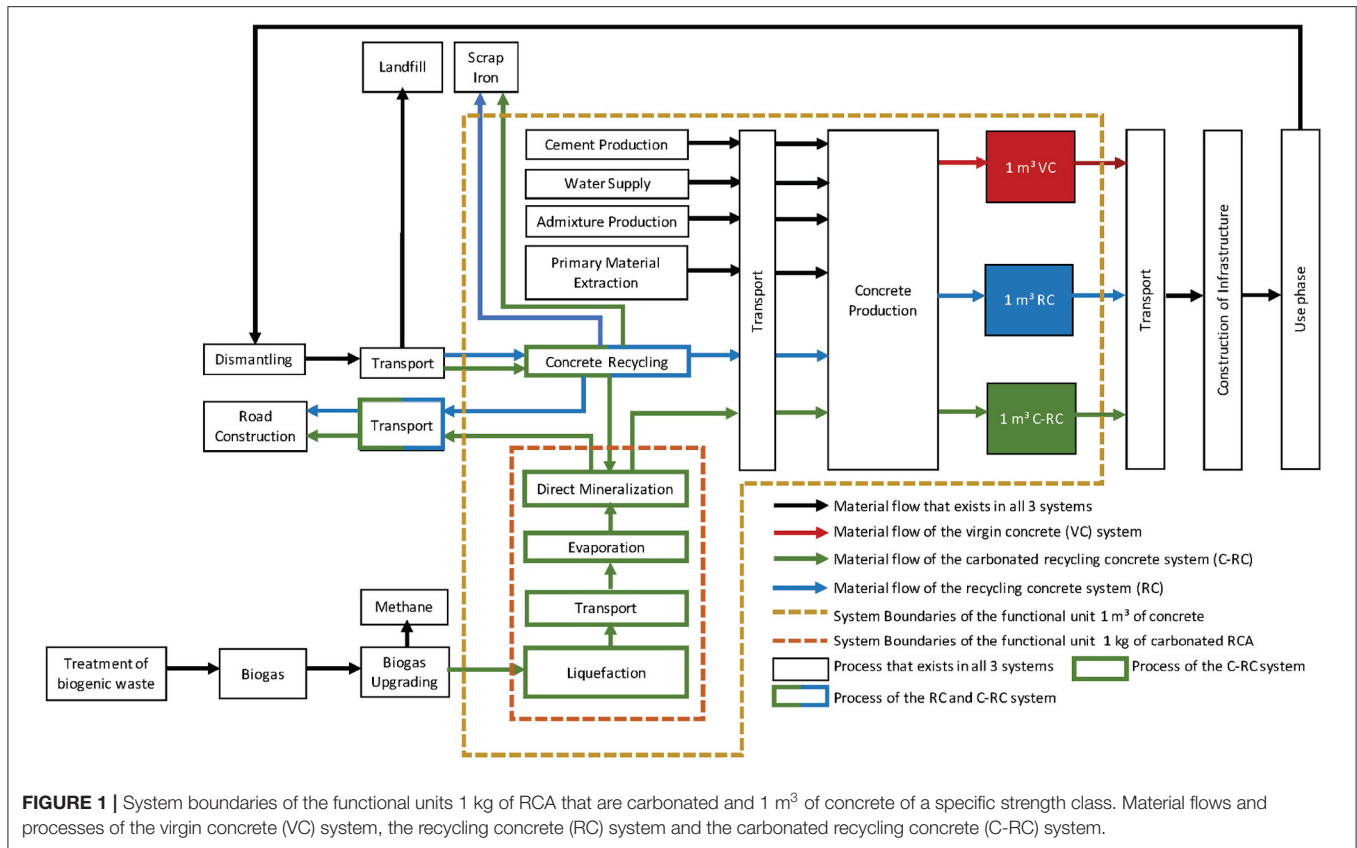 Landfill
Scrap
Iron
Cement Production
Water Supply
Admixture Production
Primary Material
Extraction
Transport
Concrete
Production
1 m³ VC
1 m³ RC
1 m³ C-RC
Transport
Construction of Infrastructure
Use phase
Dismantling
Transport
Concrete Recycling
Road
Construction
Transport
Direct Mineralization
Evaporation
Transport
Liquefaction
Methane
Treatment of
biogenic waste
Biogas
Biogas
Upgrading
Material flow that exists in all 3 systems
Material flow of the virgin concrete (VC) system
Material flow of the carbonated recycling concrete system (C-RC)
Material flow of the recycling concrete system (RC)
System Boundaries of the functional unit 1 m³ of concrete
System Boundaries of the functional unit 1 kg of carbonated RCA
Process that exists in all 3 systems
Process of the C-RC system
Process of the RC and C-RC system
FIGURE 1 | System boundaries of the functional units 1 kg of RCA that are carbonated and 1 m³ of concrete of a specific strength class. Material flows and
processes of the virgin concrete (VC) system, the recycling concrete (RC) system and the carbonated recycling concrete (C-RC) system.